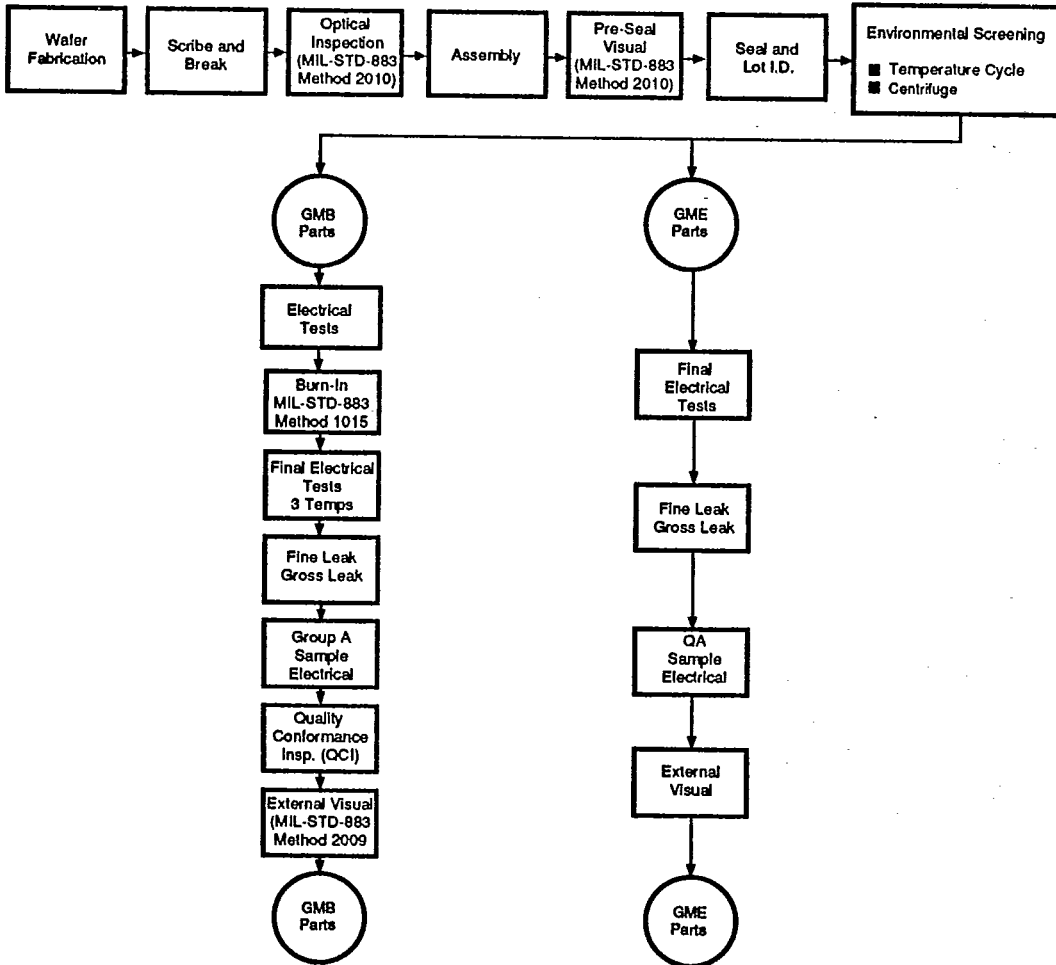 Wafer
Fabrication
Scribe and
Break
Optical
Inspection
(MIL-STD-883
Method 2010)
Assembly
Pre-Seal
Visual
(MIL-STD-883
Method 2010)
Seal and
Lot I.D.
Environmental Screening
■ Temperature Cycle
■ Centrifuge
GMB
Parts
Electrical
Tests
Burn-In
MIL-STD-883
Method 1015
Final Electrical
Tests
3 Temps
Fine Leak
Gross Leak
Group A
Sample
Electrical
Quality
Conformance
Insp. (QCI)
External Visual
(MIL-STD-883
Method 2009
GMB
Parts
GME
Parts
Final
Electrical
Tests
Fine Leak
Gross Leak
QA
Sample
Electrical
External
Visual
GME
Parts